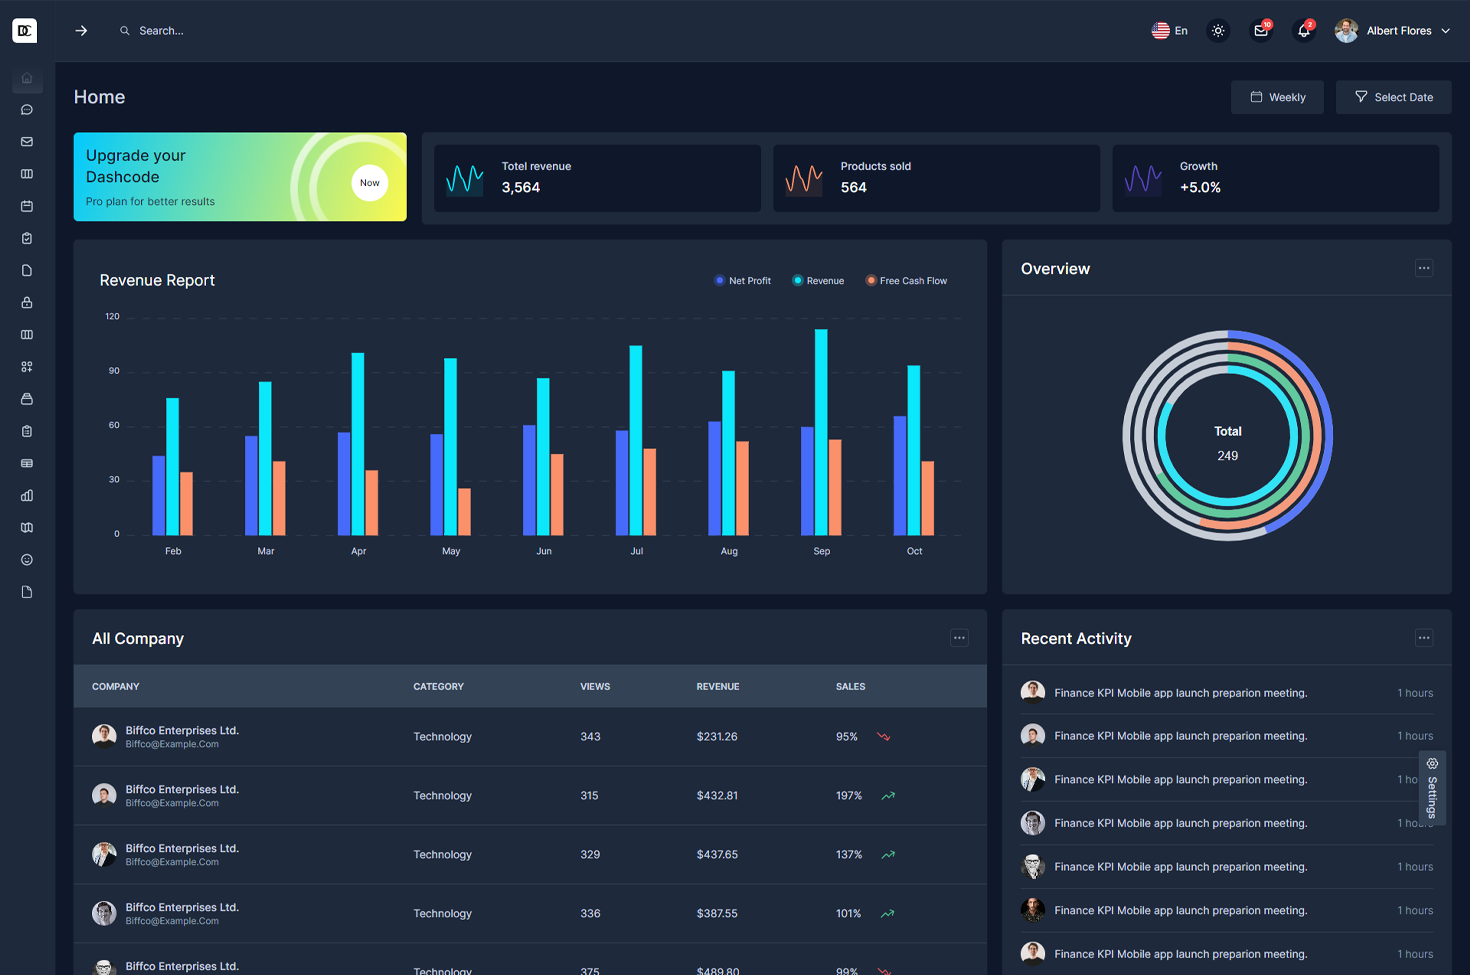 DC
Search...
En
10
2
Albert Flores
Home
Weekly
Select Date
Upgrade your
Dashcode
Pro plan for better results
Now
Totel revenue
3,564
Products sold
564
Growth
+5.0%
Revenue Report
Net Profit
Revenue
Free Cash Flow
120
90
60
30
0
Feb
Mar
Apr
May
Jun
Jul
Aug
Sep
Oct
Overview
Total
249
All Company
COMPANY
CATEGORY
VIEWS
REVENUE
SALES
Biffco Enterprises Ltd.
Biffco@Example.Com
Technology
343
$231.26
95%
Biffco Enterprises Ltd.
Biffco@Example.Com
Technology
315
$432.81
197%
Biffco Enterprises Ltd.
Biffco@Example.Com
Technology
329
$437.65
137%
Biffco Enterprises Ltd.
Biffco@Example.Com
Technology
336
$387.55
101%
Biffco Enterprises Ltd.
Technology
375
$489.80
99%
Recent Activity
Finance KPI Mobile app launch preparion meeting.
1 hours
Finance KPI Mobile app launch preparion meeting.
1 hours
Finance KPI Mobile app launch preparion meeting.
1 ho
Finance KPI Mobile app launch preparion meeting.
1 hou
Finance KPI Mobile app launch preparion meeting.
1 hours
Finance KPI Mobile app launch preparion meeting.
1 hours
Finance KPI Mobile app launch preparion meeting.
1 hours
Settings